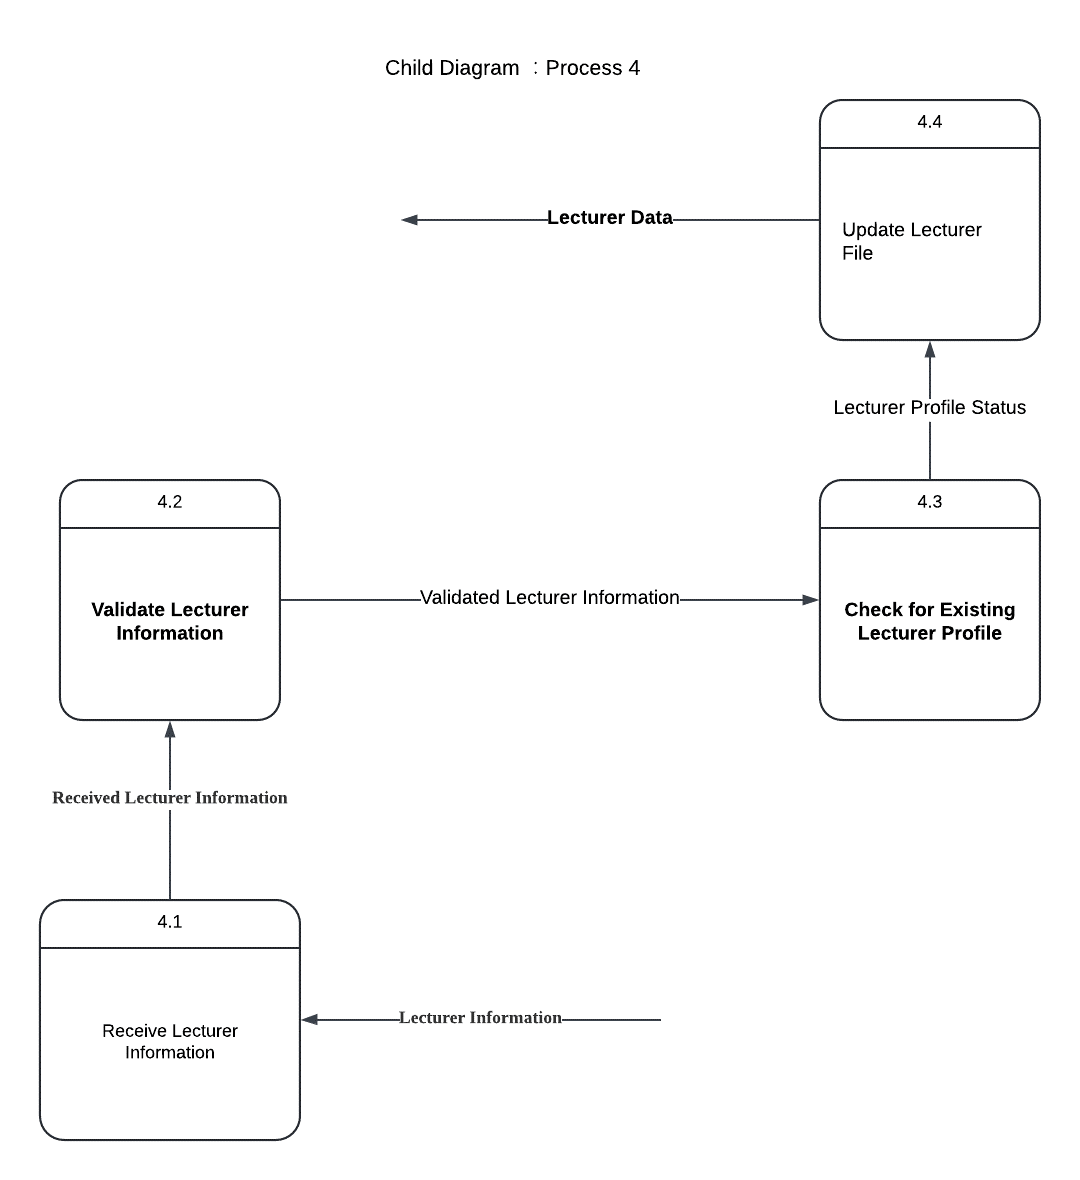 Child Diagram : Process 4
4.4
Lecturer Data
Update Lecturer
File
Lecturer Profile Status
4.2
4.3
Validated Lecturer Information
Validate Lecturer
Information
Check for Existing
Lecturer Profile
Received Lecturer Information
4.1
Lecturer Information
Receive Lecturer
Information